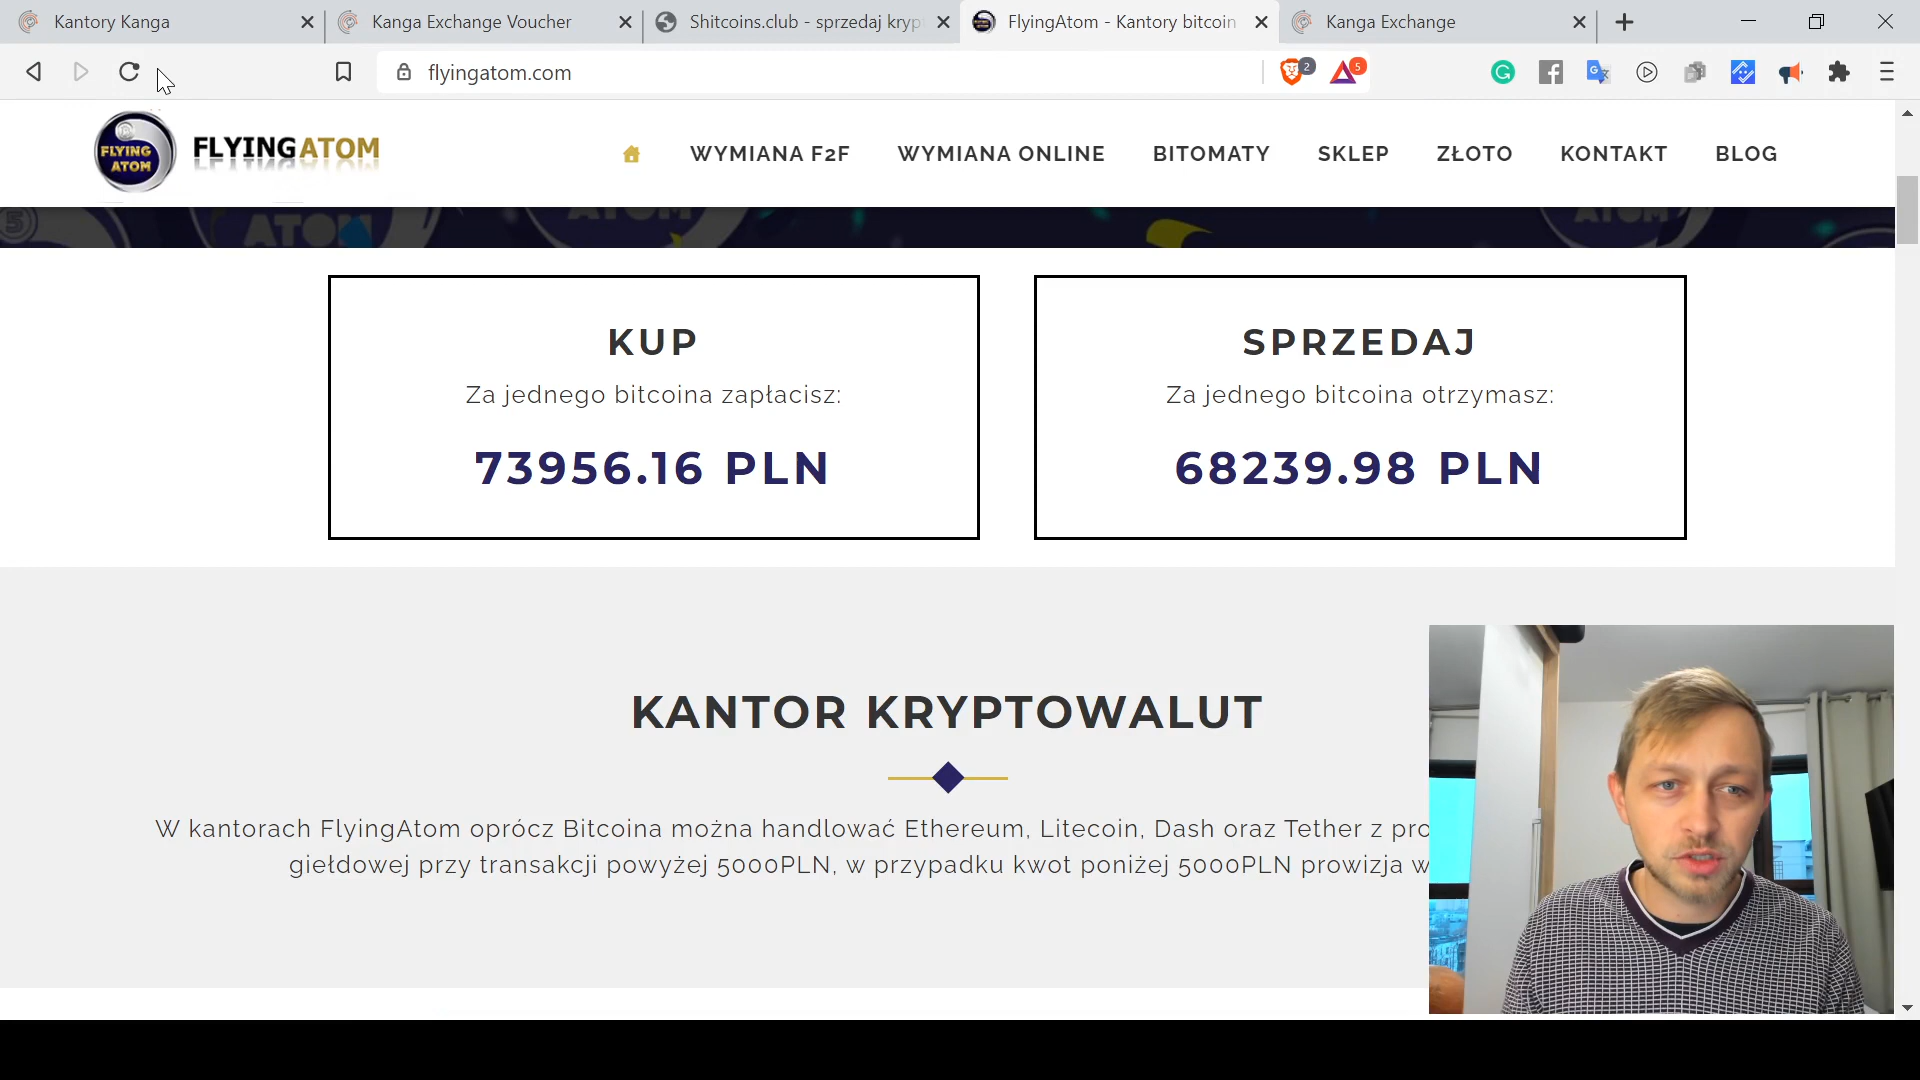 Kantory Kanga
Kanga Exchange Voucher
Shitcoins.club - sprzedaj kryp
FlyingAtom - Kantory bitcoin
Kanga Exchange
flyingatom.com
2
5
FLYING
ATOM
FLYINGATOM
WYMIANA F2F
WYMIANA ONLINE
BITOMATY
SKLEP
ZŁOTO
KONTAKT
BLOG
KUP
Za jednego bitcoina zapłacisz:
73956.16 PLN
SPRZEDAJ
Za jednego bitcoina otrzymasz:
68239.98 PLN
KANTOR KRYPTOWALUT
W kantorach FlyingAtom oprócz Bitcoina można handlować Ethereum, Litecoin, Dash oraz Tether z pro
giełdowej przy transakcji powyżej 5000PLN, w przypadku kwot poniżej 5000PLN prowizja w